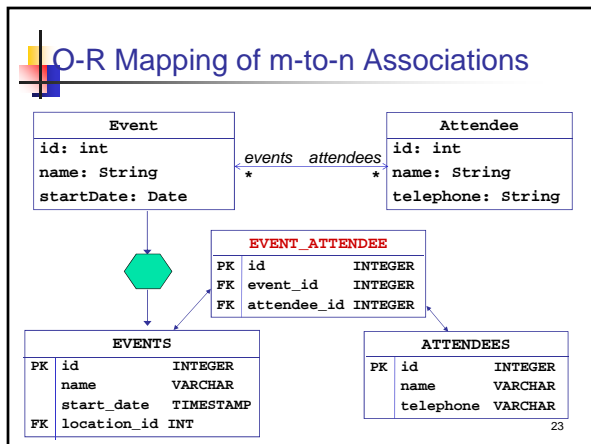 O-R Mapping of m-to-n Associations
Event
id: int
name: String
startDate: Date
events attendees
* *
Attendee
id: int
name: String
telephone: String
EVENT_ATTENDEE
PK id INTEGER
FK event_id INTEGER
FK attendee_id INTEGER
EVENTS
PK id INTEGER
name VARCHAR
start_date TIMESTAMP
FK location_id INT
ATTENDEES
PK id INTEGER
name VARCHAR
telephone VARCHAR
23